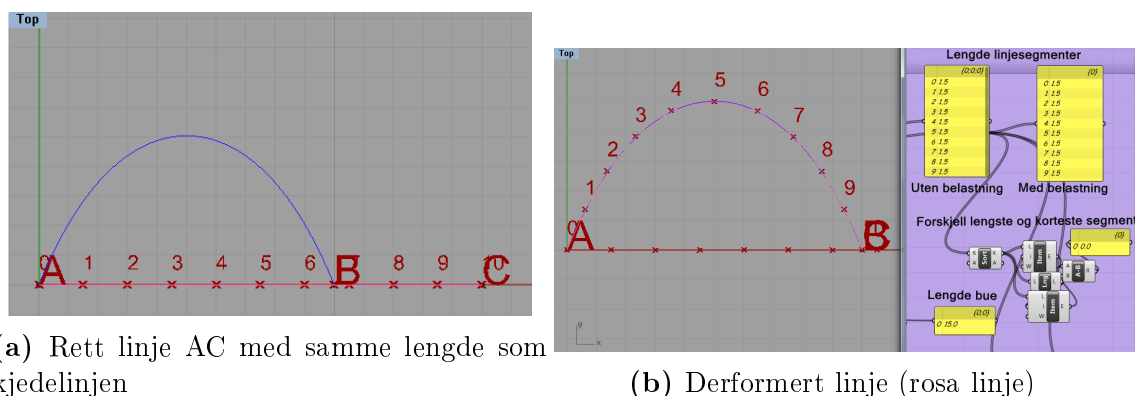 Top
0 1 2 3 4 5 6 8 9 10
A B C
(a) Rett linje AC med samme lengde som
kjedelinjen
Top
0 1 2 3 4 5 6 7 8 9
A B C
y
x
Lengde linjesegmenter
{0;0;0}
0 1.5
1 1.5
2 1.5
3 1.5
4 1.5
5 1.5
6 1.5
7 1.5
8 1.5
9 1.5
{0}
0 1.5
1 1.5
2 1.5
3 1.5
4 1.5
5 1.5
6 1.5
7 1.5
8 1.5
9 1.5
Uten belastning Med belastning
Forskjell lengste og korteste segment
{0}
0 0.0
K A Sort K A
L i W Item E
L Lng L
A B A-B R
L i W Item E
Lengde bue
{0;0}
0 15.0
(b) Derformert linje (rosa linje)